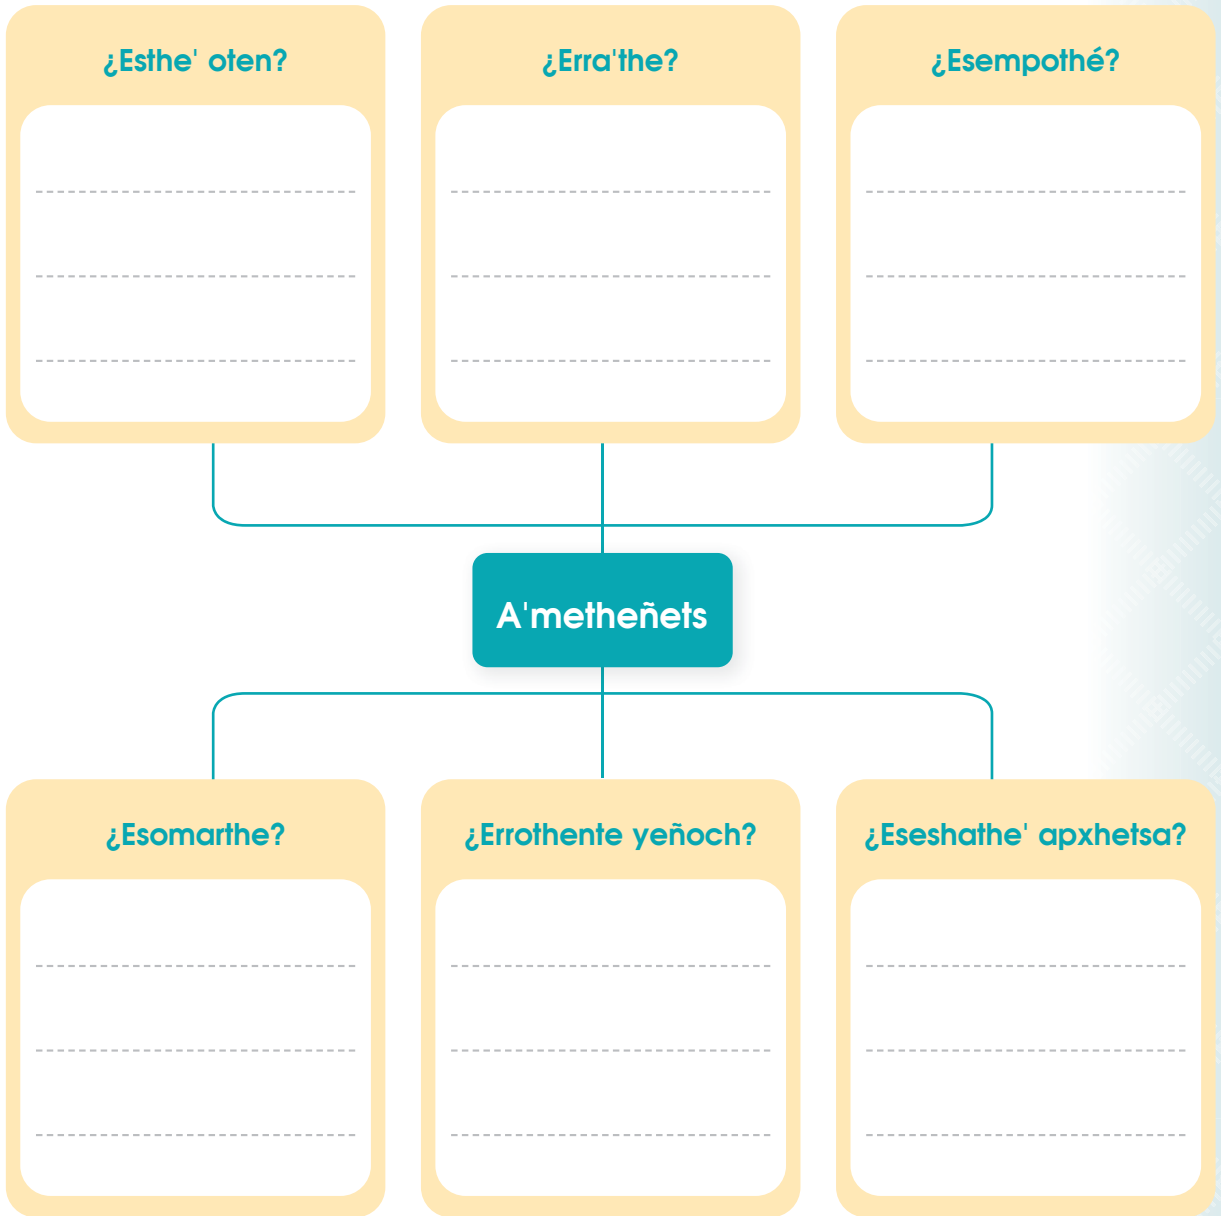 ¿Esthe' oten?
¿Erra'the?
¿Esempothé?
A'metheñets
¿Esomarthe?
¿Errothente yeñoch?
¿Eseshathe' apxhetsa?